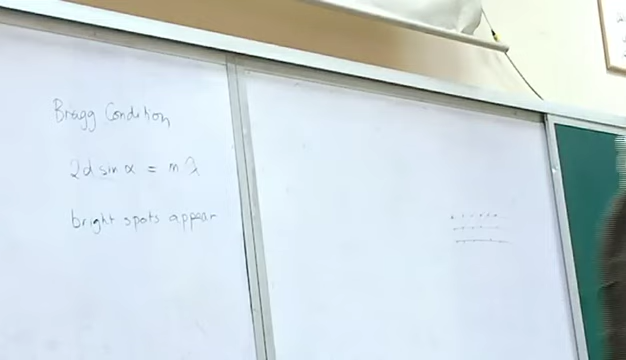 Bragg Condition
2d sin α = mλ
bright spots appear